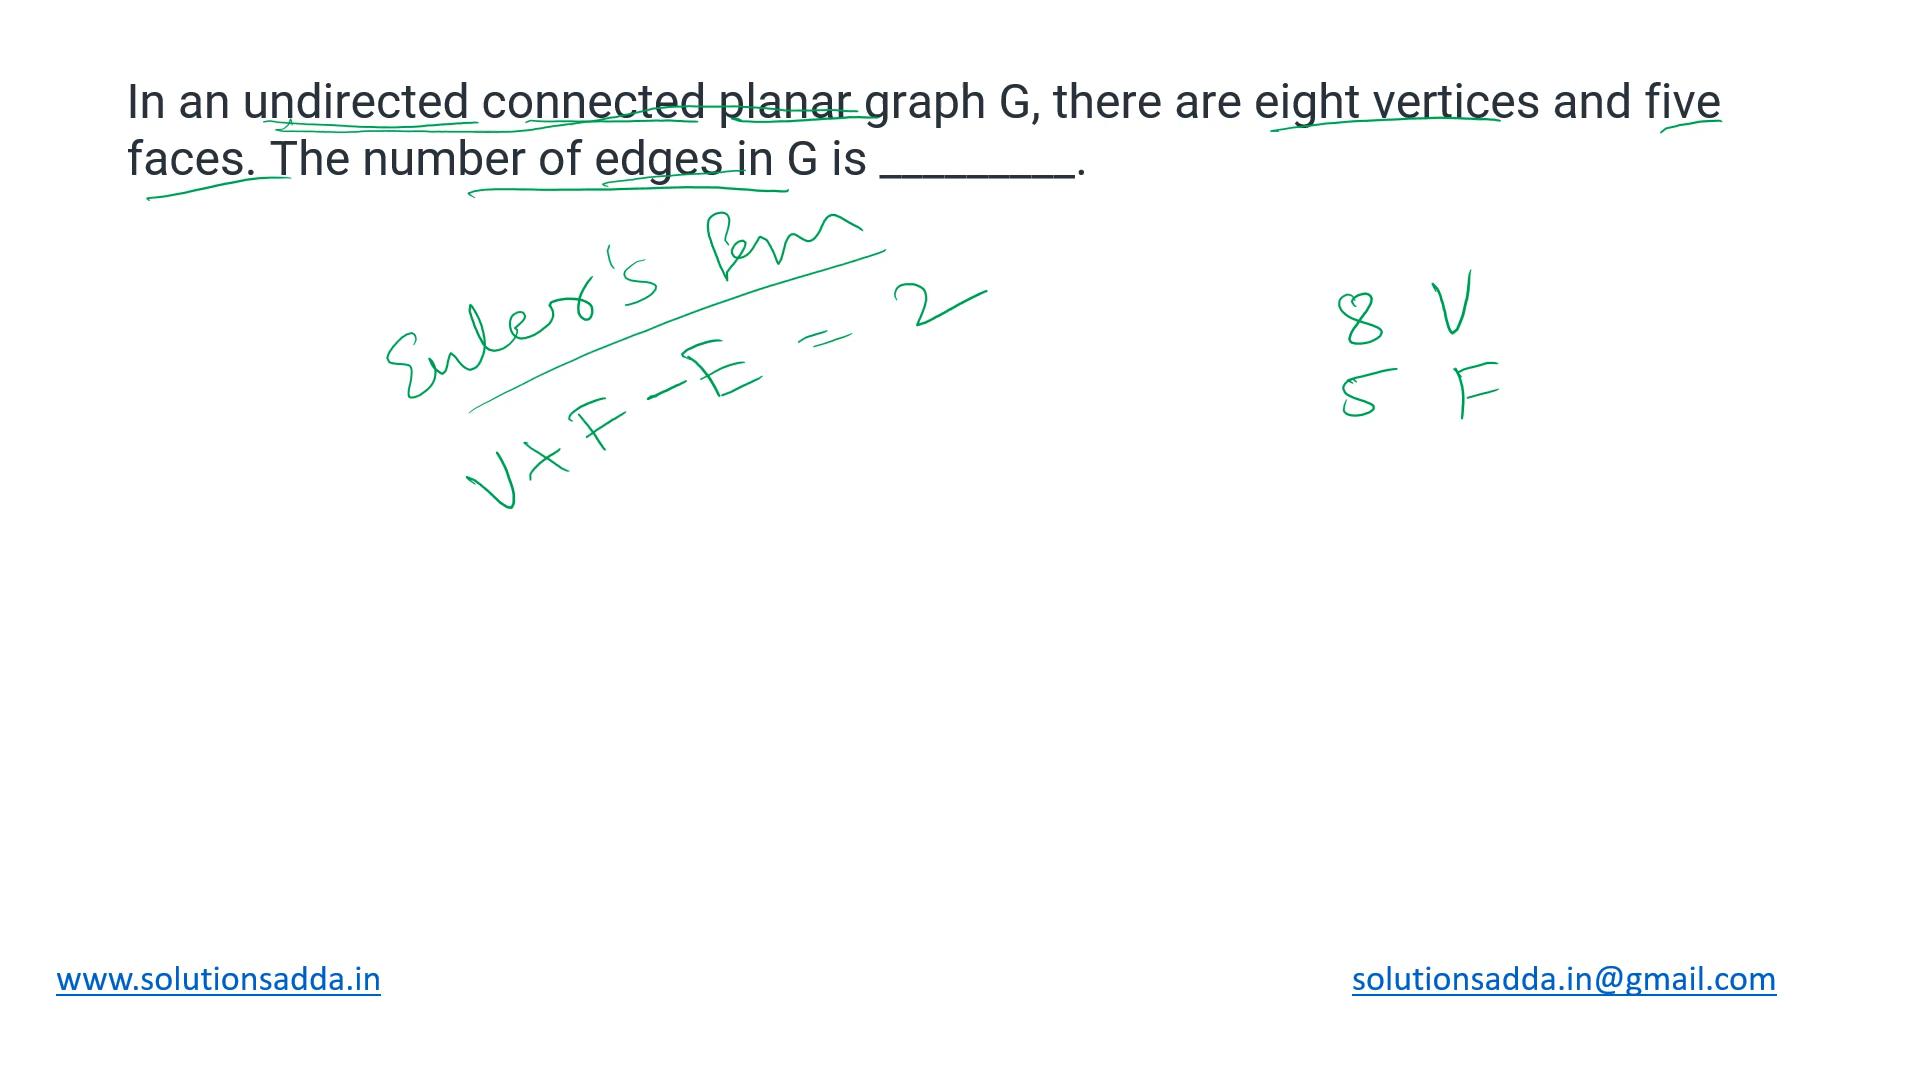 In an undirected connected planar graph G, there are eight vertices and five
faces. The number of edges in G is _________.
Euler's
V + F - E = 2
8 V
5 F
www.solutionsadda.in
solutionsadda.in@gmail.com